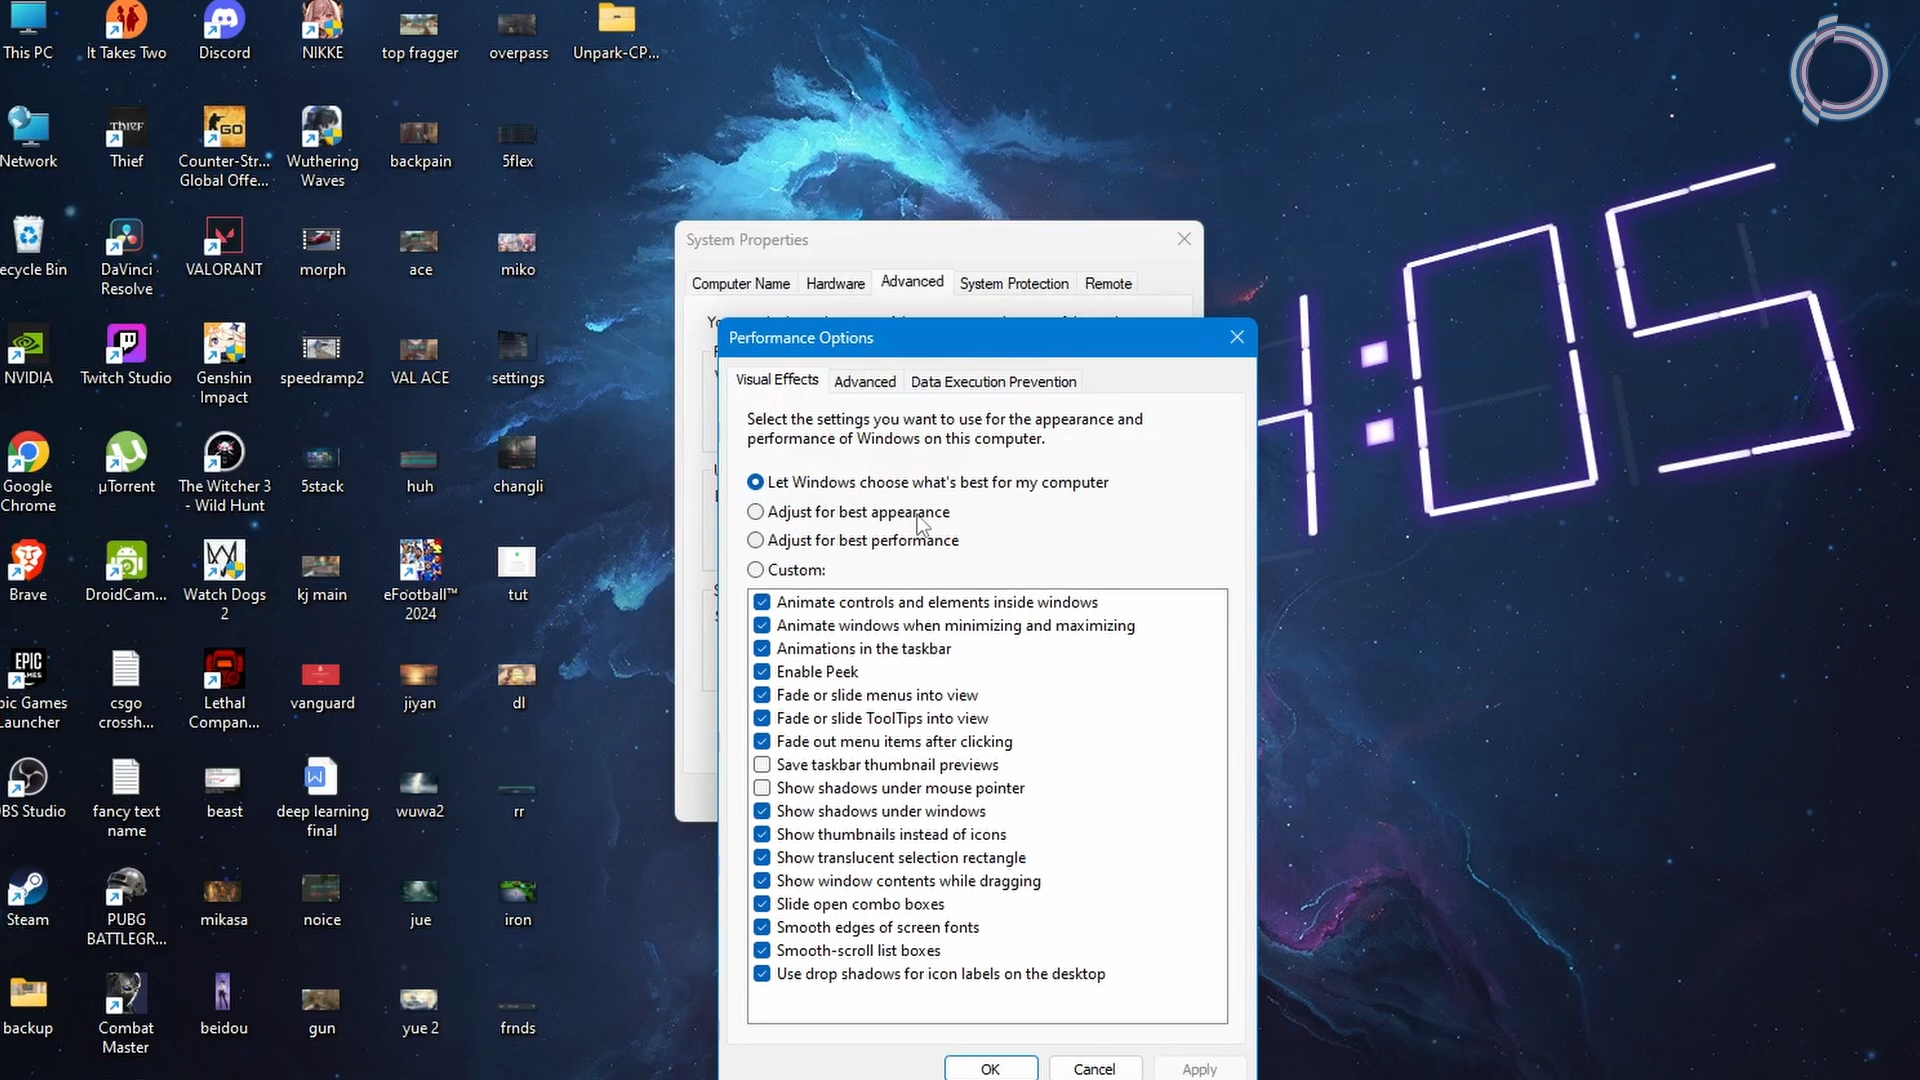 This PC
It Takes Two
Discord
NIKKE
top fragger
overpass
Unpark-CP...
Network
THIEF
Thief
GO
Counter-Str...
Global Offe...
Wuthering
Waves
backpain
5flex
ecycle Bin
DaVinci
Resolve
VALORANT
morph
ace
miko
NVIDIA
Twitch Studio
Genshin
Impact
speedramp2
VAL ACE
settings
Google
Chrome
µTorrent
The Witcher 3
- Wild Hunt
5stack
huh
changli
Brave
DroidCam...
Watch Dogs
2
kj main
eFootball™
2024
tut
EPIC
GAMES
pic Games
Launcher
csgo
crossh...
Lethal
Compan...
vanguard
jiyan
dl
BS Studio
fancy text
name
beast
W
deep learning
final
wuwa2
rr
Steam
PUBG
BATTLEGR...
mikasa
noice
jue
iron
backup
Combat
Master
beidou
gun
yue 2
frnds
4:05
System Properties
Computer Name
Hardware
Advanced
System Protection
Remote
Performance Options
Visual Effects
Advanced
Data Execution Prevention
Select the settings you want to use for the appearance and
performance of Windows on this computer.
Let Windows choose what's best for my computer
Adjust for best appearance
Adjust for best performance
Custom:
Animate controls and elements inside windows
Animate windows when minimizing and maximizing
Animations in the taskbar
Enable Peek
Fade or slide menus into view
Fade or slide ToolTips into view
Fade out menu items after clicking
Save taskbar thumbnail previews
Show shadows under mouse pointer
Show shadows under windows
Show thumbnails instead of icons
Show translucent selection rectangle
Show window contents while dragging
Slide open combo boxes
Smooth edges of screen fonts
Smooth-scroll list boxes
Use drop shadows for icon labels on the desktop
OK
Cancel
Apply